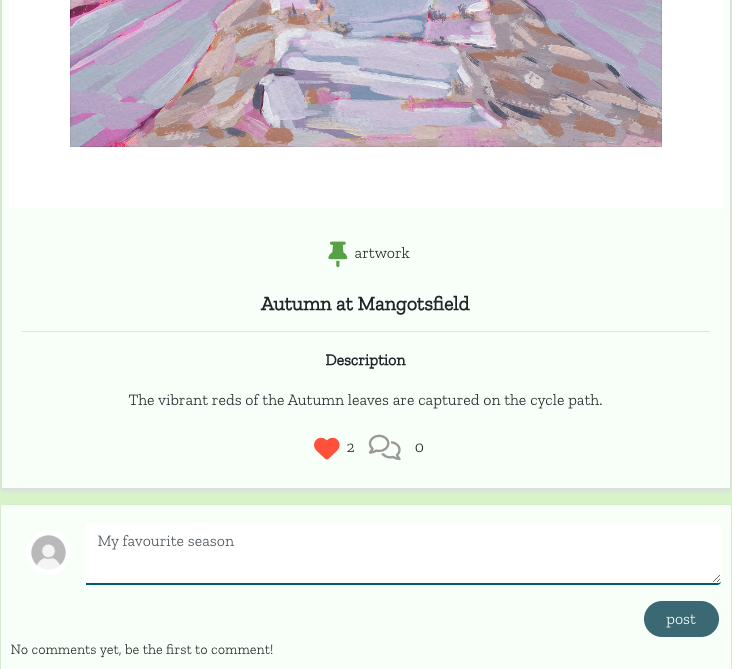 artwork
Autumn at Mangotsfield
Description
The vibrant reds of the Autumn leaves are captured on the cycle path.
2 0
My favourite season
post
No comments yet, be the first to comment!